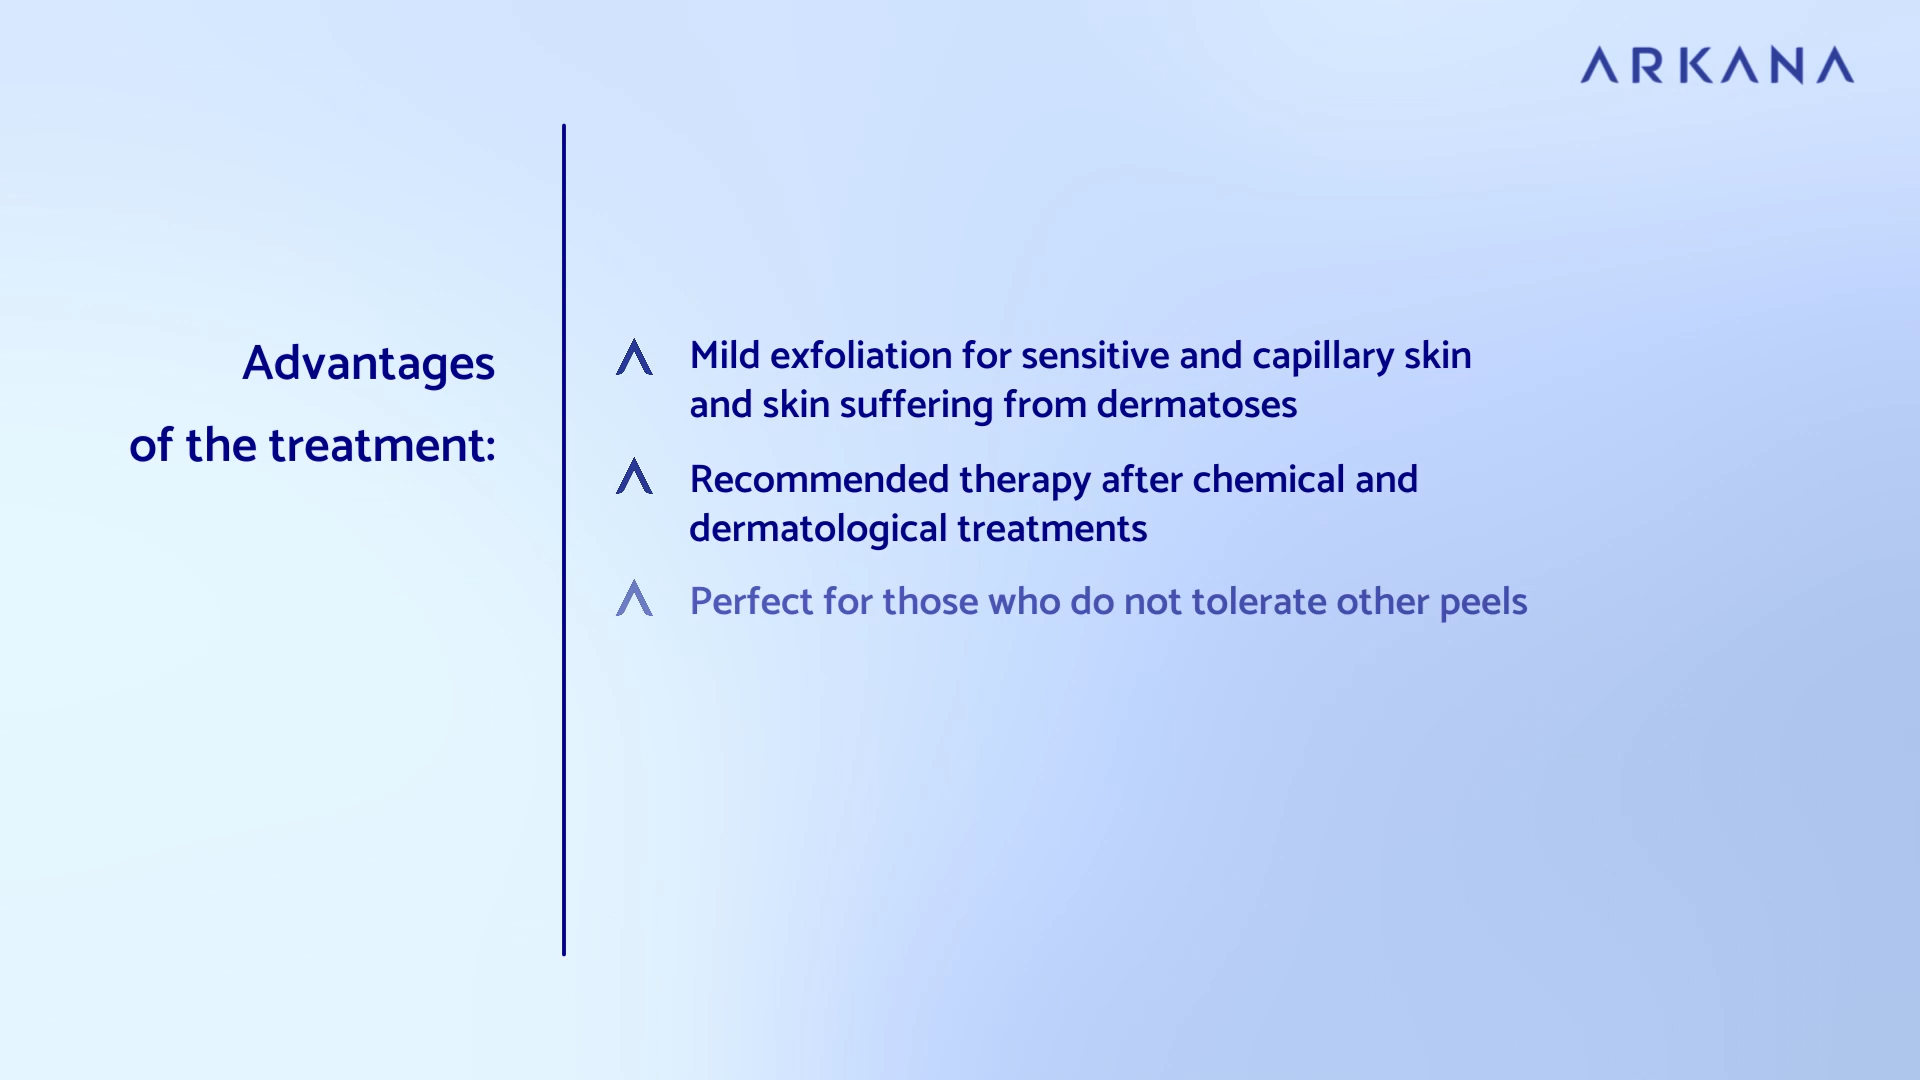 ARKANA
Advantages
of the treatment:
Mild exfoliation for sensitive and capillary skin
and skin suffering from dermatoses
Recommended therapy after chemical and
dermatological treatments
Perfect for those who do not tolerate other peels